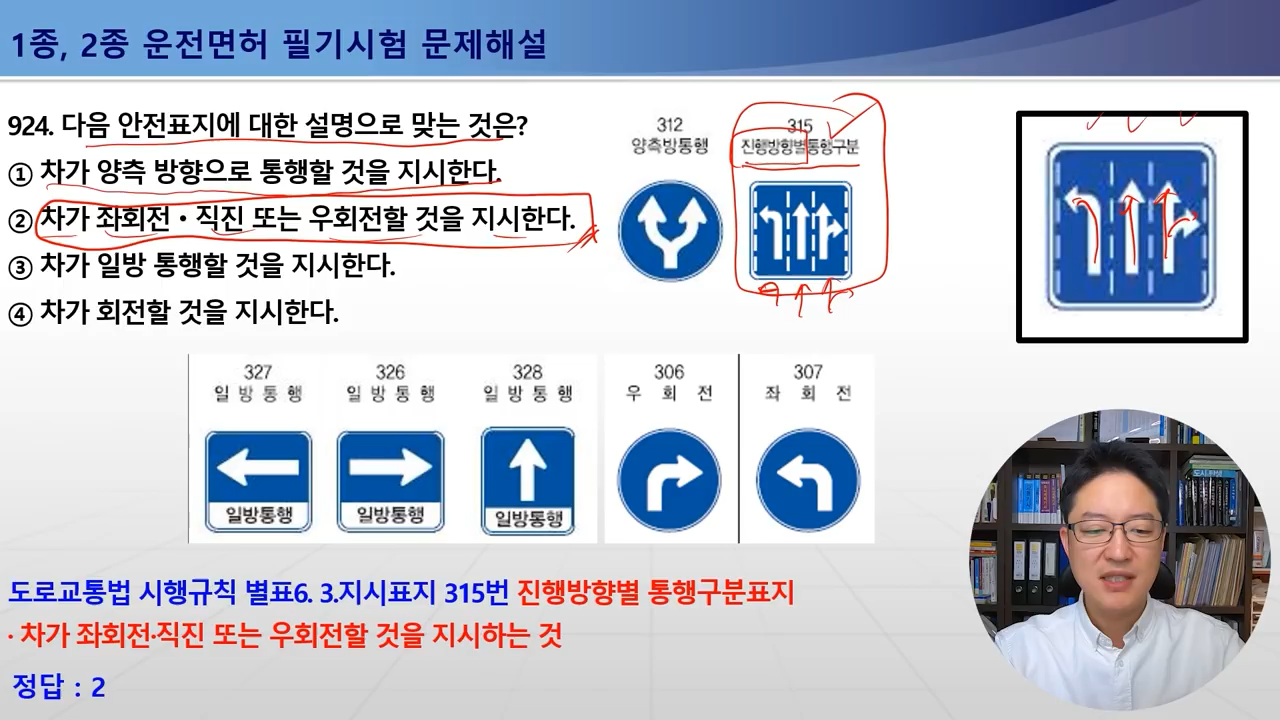 1종, 2종 운전면허 필기시험 문제해설
924. 다음 안전표지에 대한 설명으로 맞는 것은?
① 차가 양측 방향으로 통행할 것을 지시한다.
② 차가 좌회전·직진 또는 우회전할 것을 지시한다.
③ 차가 일방 통행할 것을 지시한다.
④ 차가 회전할 것을 지시한다.
312
양측방통행
315
진행방향별통행구분
327
일 방 통 행
326
일 방 통 행
328
일 방 통 행
306
우 회 전
307
좌 회 전
일방통행
일방통행
일방통행
도시탐색
도로교통법 시행규칙 별표6. 3.지시표지 315번 진행방향별 통행구분표지
· 차가 좌회전·직진 또는 우회전할 것을 지시하는 것
정답 : 2